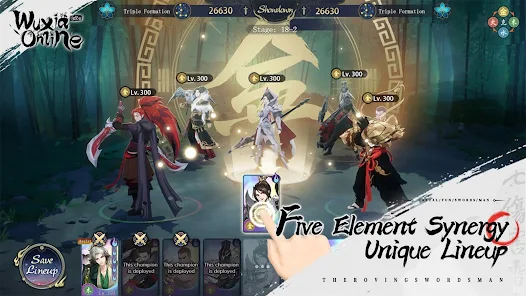 Wuxia
Online
Idle
Triple Formation
26630
Showdown
26630
Triple Formation
Stage: 18-2
Lv. 300
Lv. 300
Lv. 300
Lv. 300
Lv. 300
金
Five Element Synergy
Unique Lineup
THEROVINGSWORDSMAN
Save
Lineup
This champion
is deployed
This champion
is deployed
This champion
is deployed